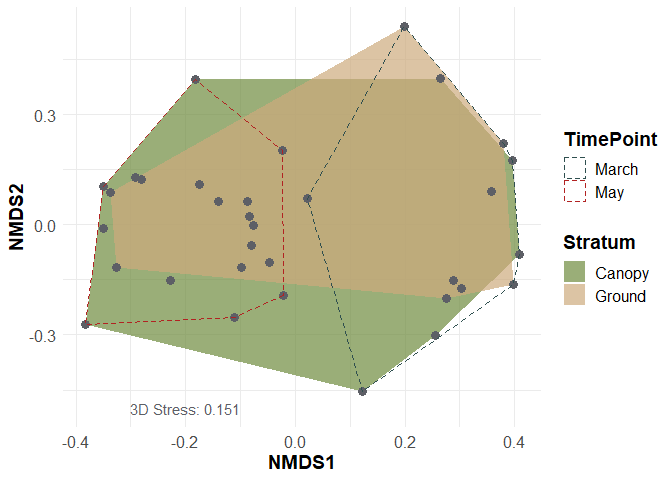 0.3
0.0
-0.3
NMDS2
3D Stress: 0.151
-0.4
-0.2
0.0
0.2
0.4
NMDS1
TimePoint
March
May
Stratum
Canopy
Ground